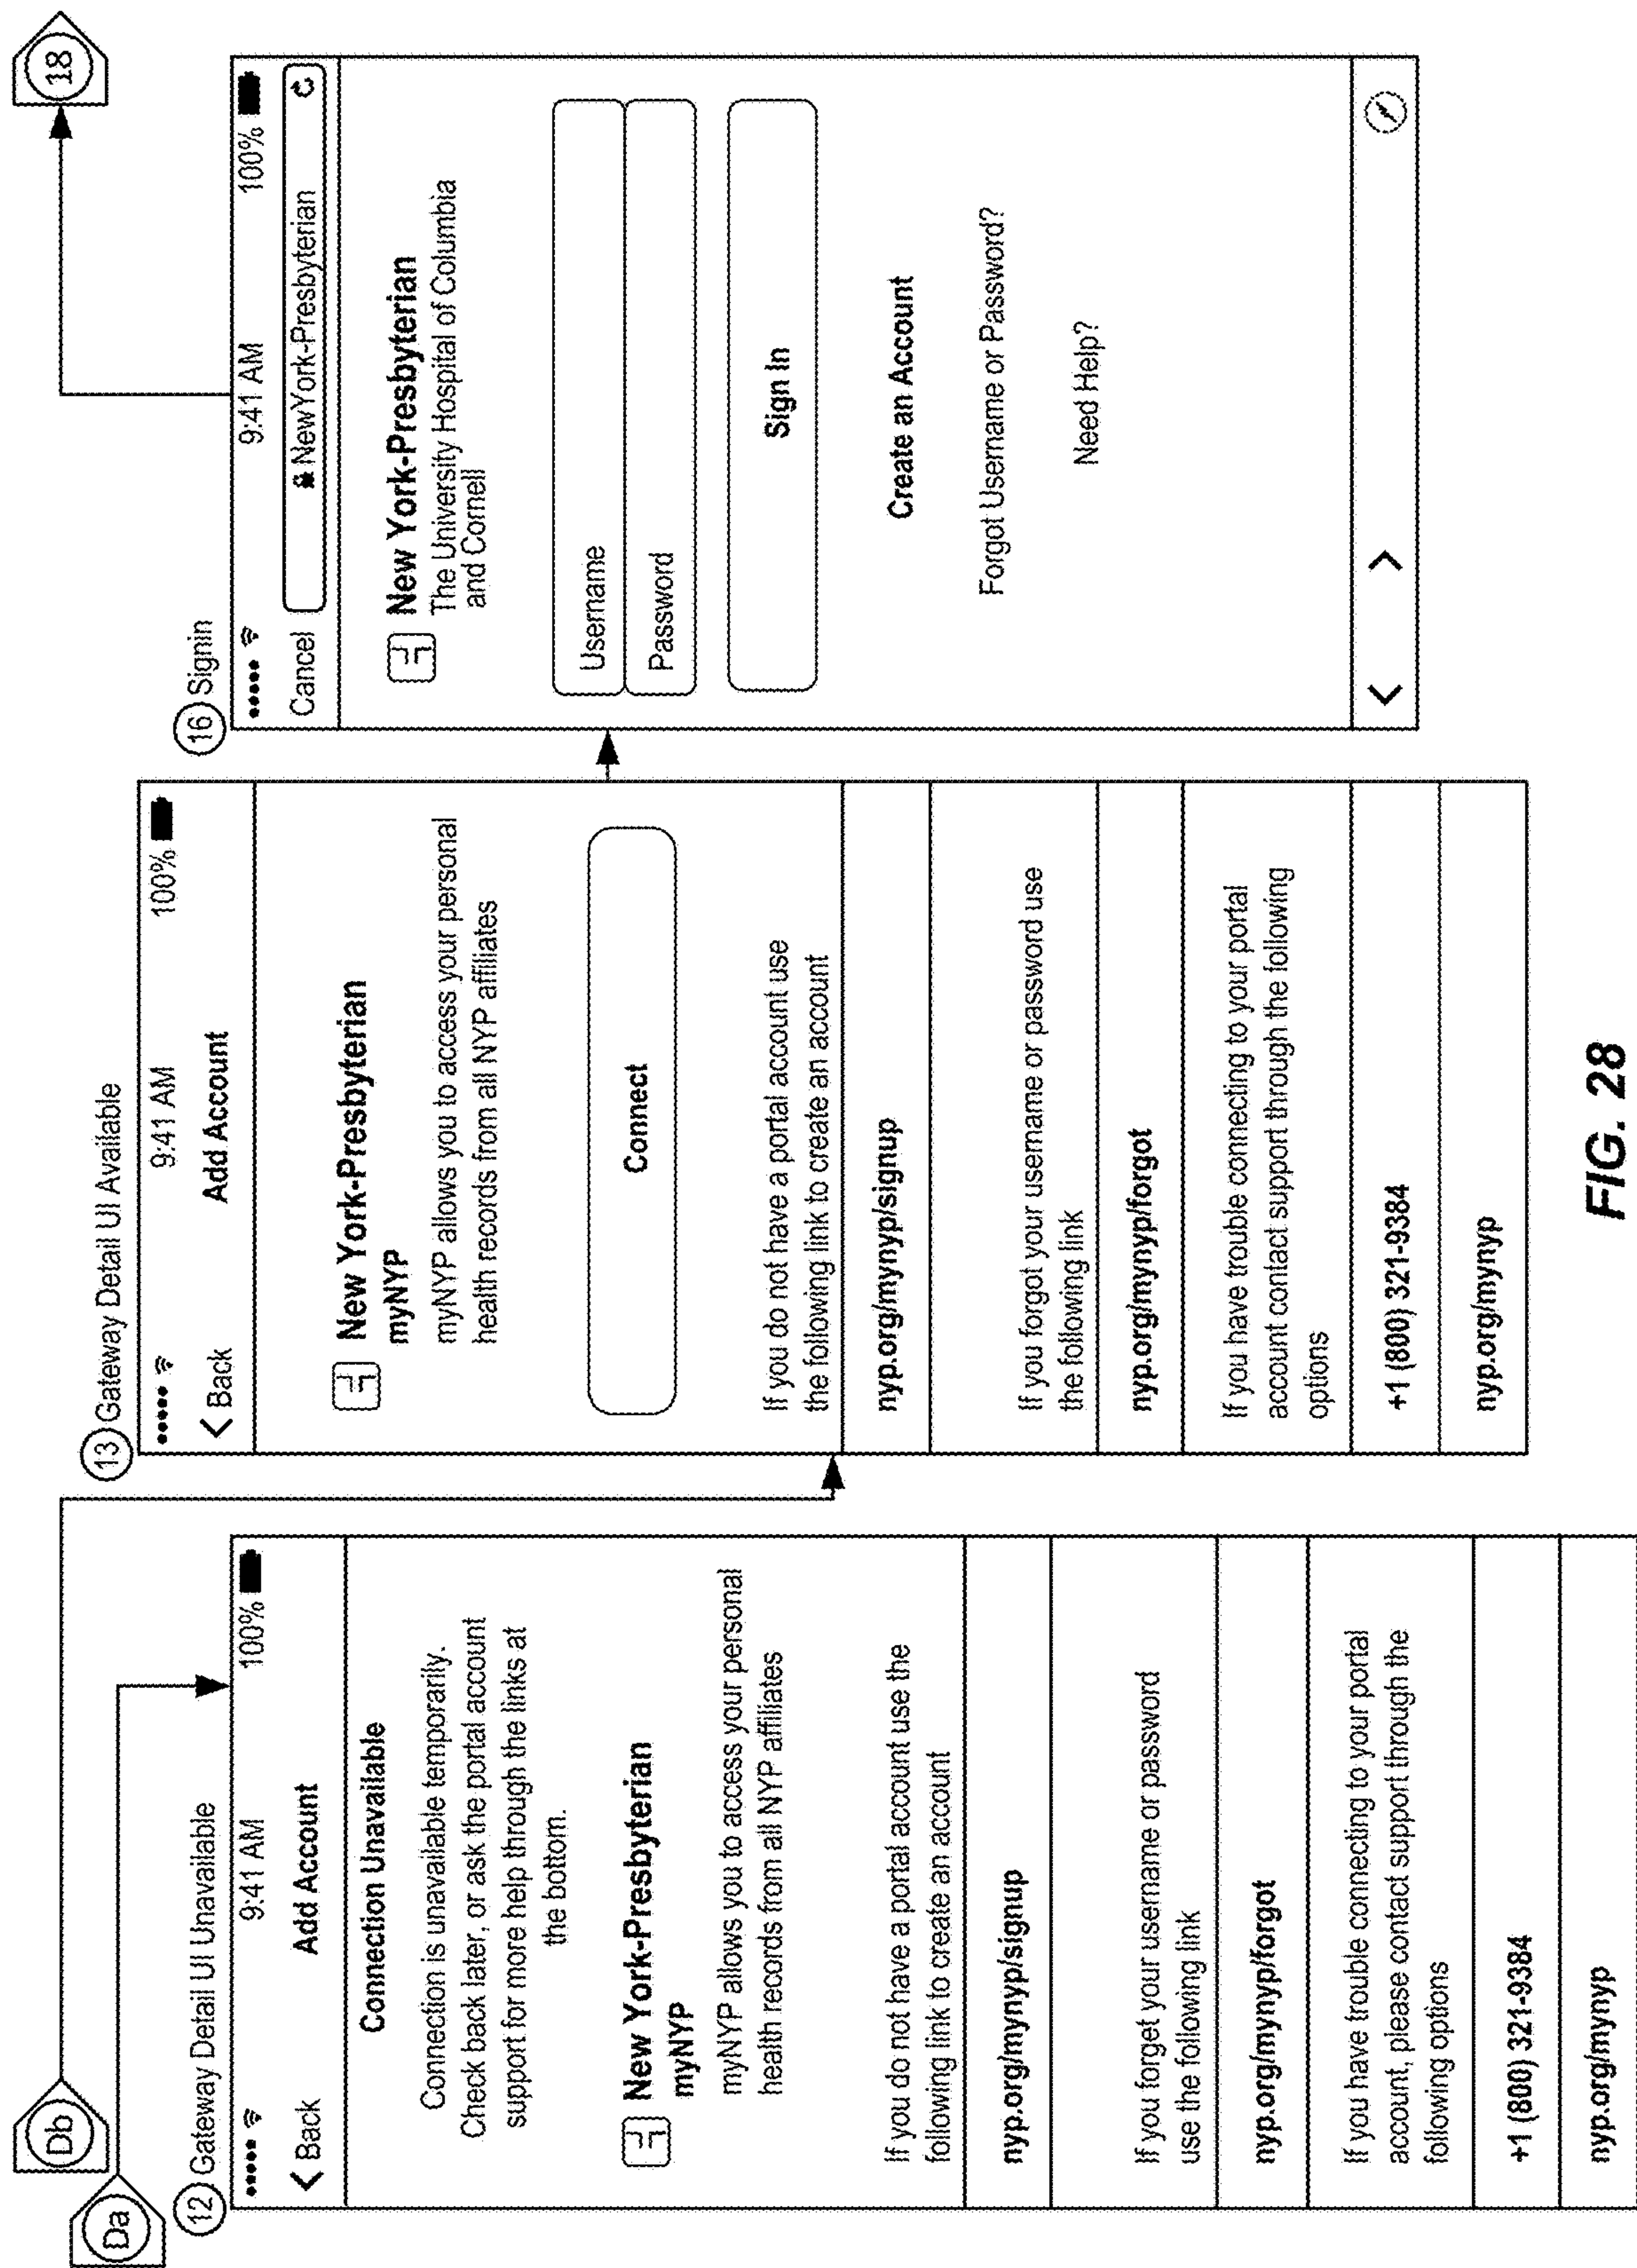 Da
Db
12 Gateway Detail UI Unavailable
9:41 AM 100%
Back Add Account
Connection Unavailable
Connection is unavailable temporarily.
Check back later, or ask the portal account
support for more help through the links at
the bottom.
New York-Presbyterian
myNYP
myNYP allows you to access your personal
health records from all NYP affiliates
If you do not have a portal account use the
following link to create an account
nyp.org/mynyp/signup
If you forget your username or password
use the following link
nyp.org/mynyp/forgot
If you have trouble connecting to your portal
account, please contact support through the
following options
+1 (800) 321-9384
nyp.org/mynyp
13 Gateway Detail UI Available
9:41 AM 100%
Back Add Account
New York-Presbyterian
myNYP
myNYP allows you to access your personal
health records from all NYP affiliates
Connect
If you do not have a portal account use
the following link to create an account
nyp.org/mynyp/signup
If you forgot your username or password use
the following link
nyp.org/mynyp/forgot
If you have trouble connecting to your portal
account contact support through the following
options
+1 (800) 321-9384
nyp.org/mynyp
16 Signin
9:41 AM 100%
Cancel NewYork-Presbyterian
New York-Presbyterian
The University Hospital of Columbia
and Cornell
Username
Password
Sign In
Create an Account
Forgot Username or Password?
Need Help?
18
FIG. 28